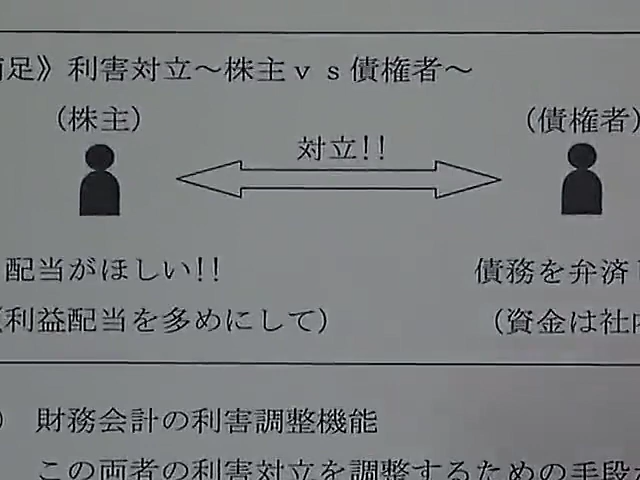 足》利害対立～株主ｖｓ債権者～
(株主) (債権者)
対立!!
配当がほしい!! 債務を弁済
(利益配当を多めにして) (資金は社内
) 財務会計の利害調整機能
この両者の利害対立を調整するための手段